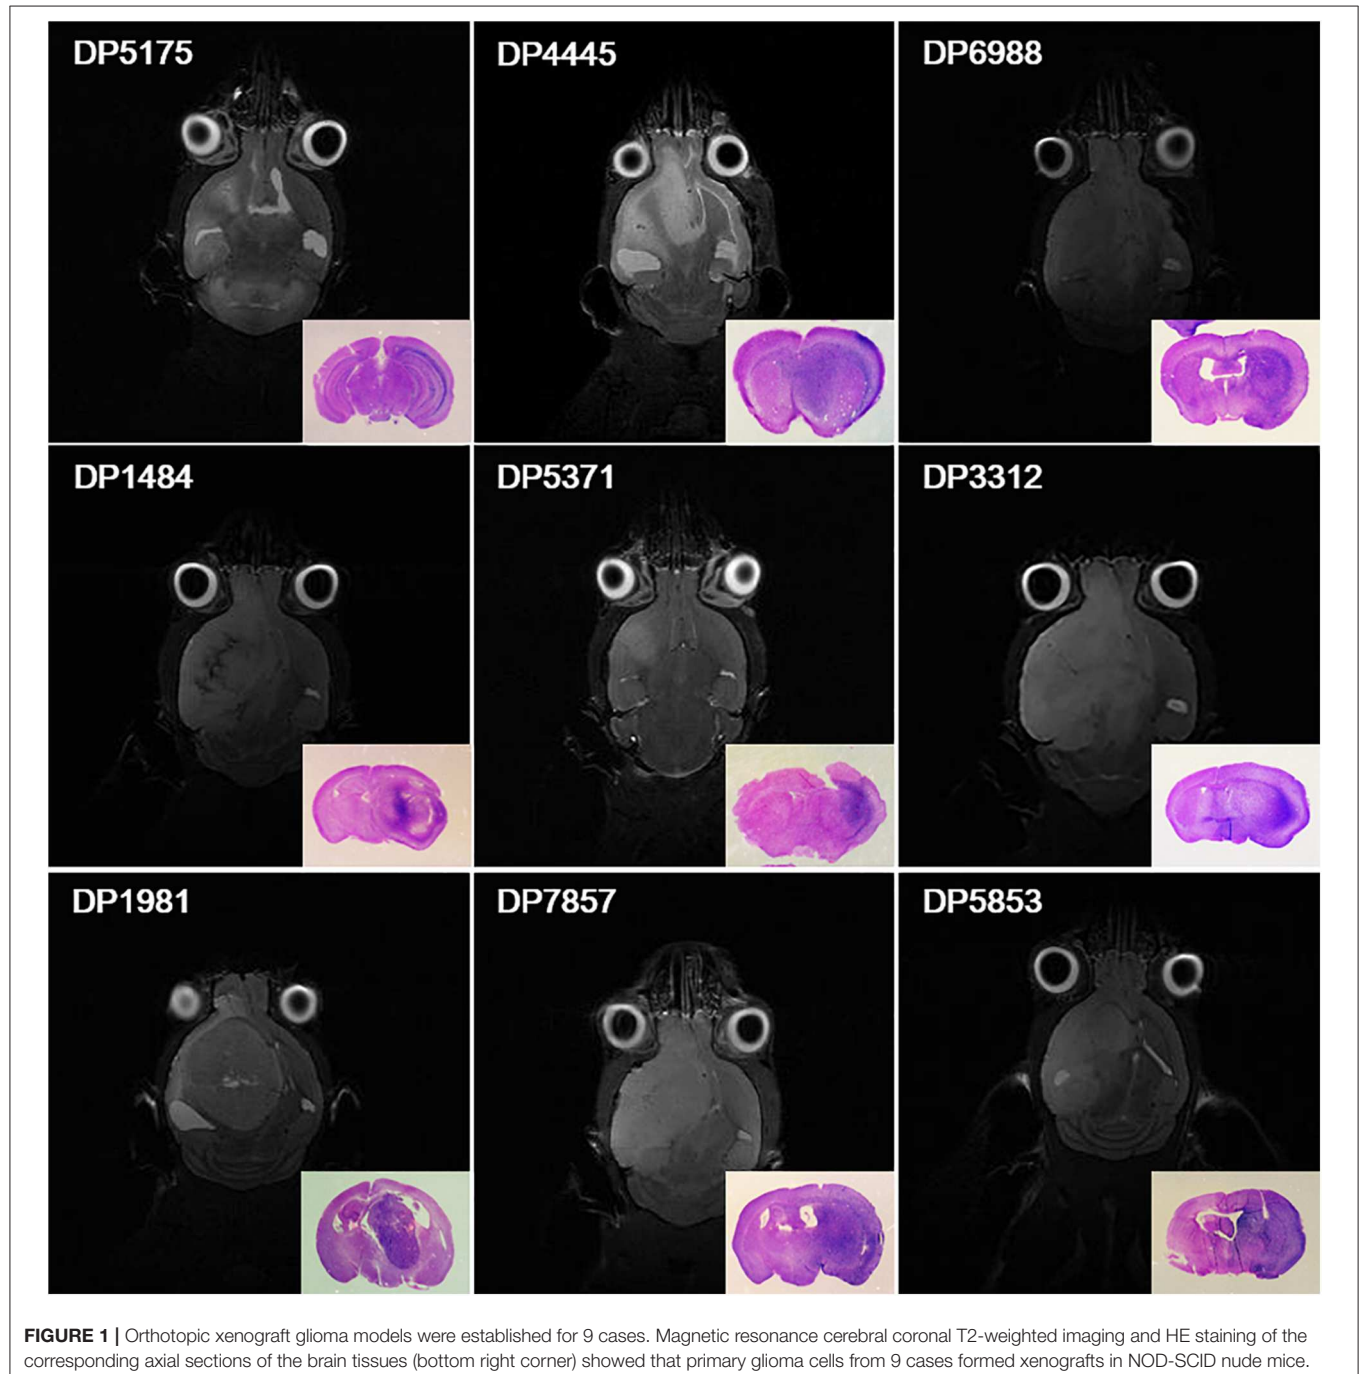 DP5175
DP4445
DP6988
DP1484
DP5371
DP3312
DP1981
DP7857
DP5853
FIGURE 1 | Orthotopic xenograft glioma models were established for 9 cases. Magnetic resonance cerebral coronal T2-weighted imaging and HE staining of the
corresponding axial sections of the brain tissues (bottom right corner) showed that primary glioma cells from 9 cases formed xenografts in NOD-SCID nude mice.